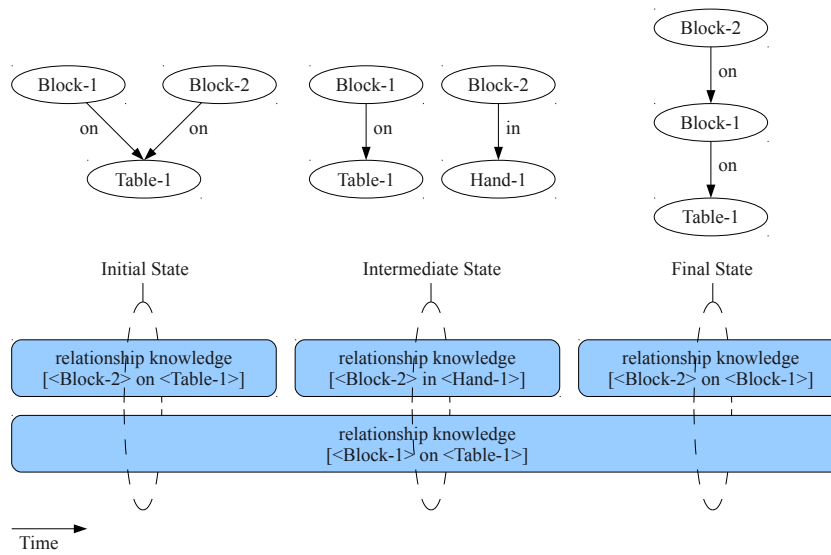 Block-2
on
Block-1 Block-2 Block-1 Block-2
Block-1
on on on in
on
Table-1 Table-1 Hand-1
Table-1
Initial State Intermediate State Final State
relationship knowledge
[<Block-2> on <Table-1>]
relationship knowledge
[<Block-2> in <Hand-1>]
relationship knowledge
[<Block-2> on <Block-1>]
relationship knowledge
[<Block-1> on <Table-1>]
Time